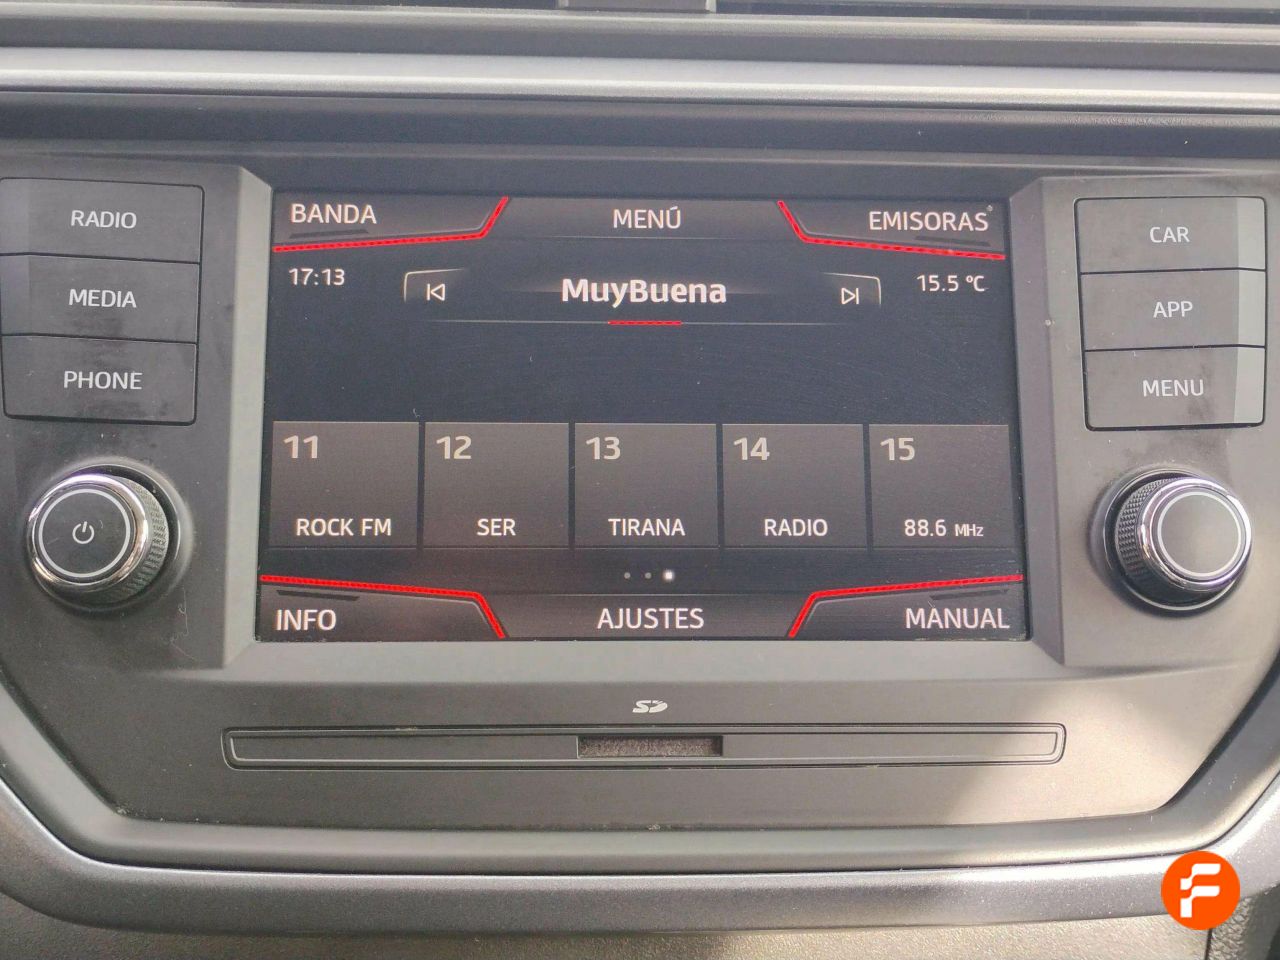 RADIO
MEDIA
PHONE
BANDA
MENÚ
EMISORAS
17:13
MuyBuena
15.5 ºC
11
ROCK FM
12
SER
13
TIRANA
14
RADIO
15
88.6 MHz
INFO
AJUSTES
MANUAL
CAR
APP
MENU
SD